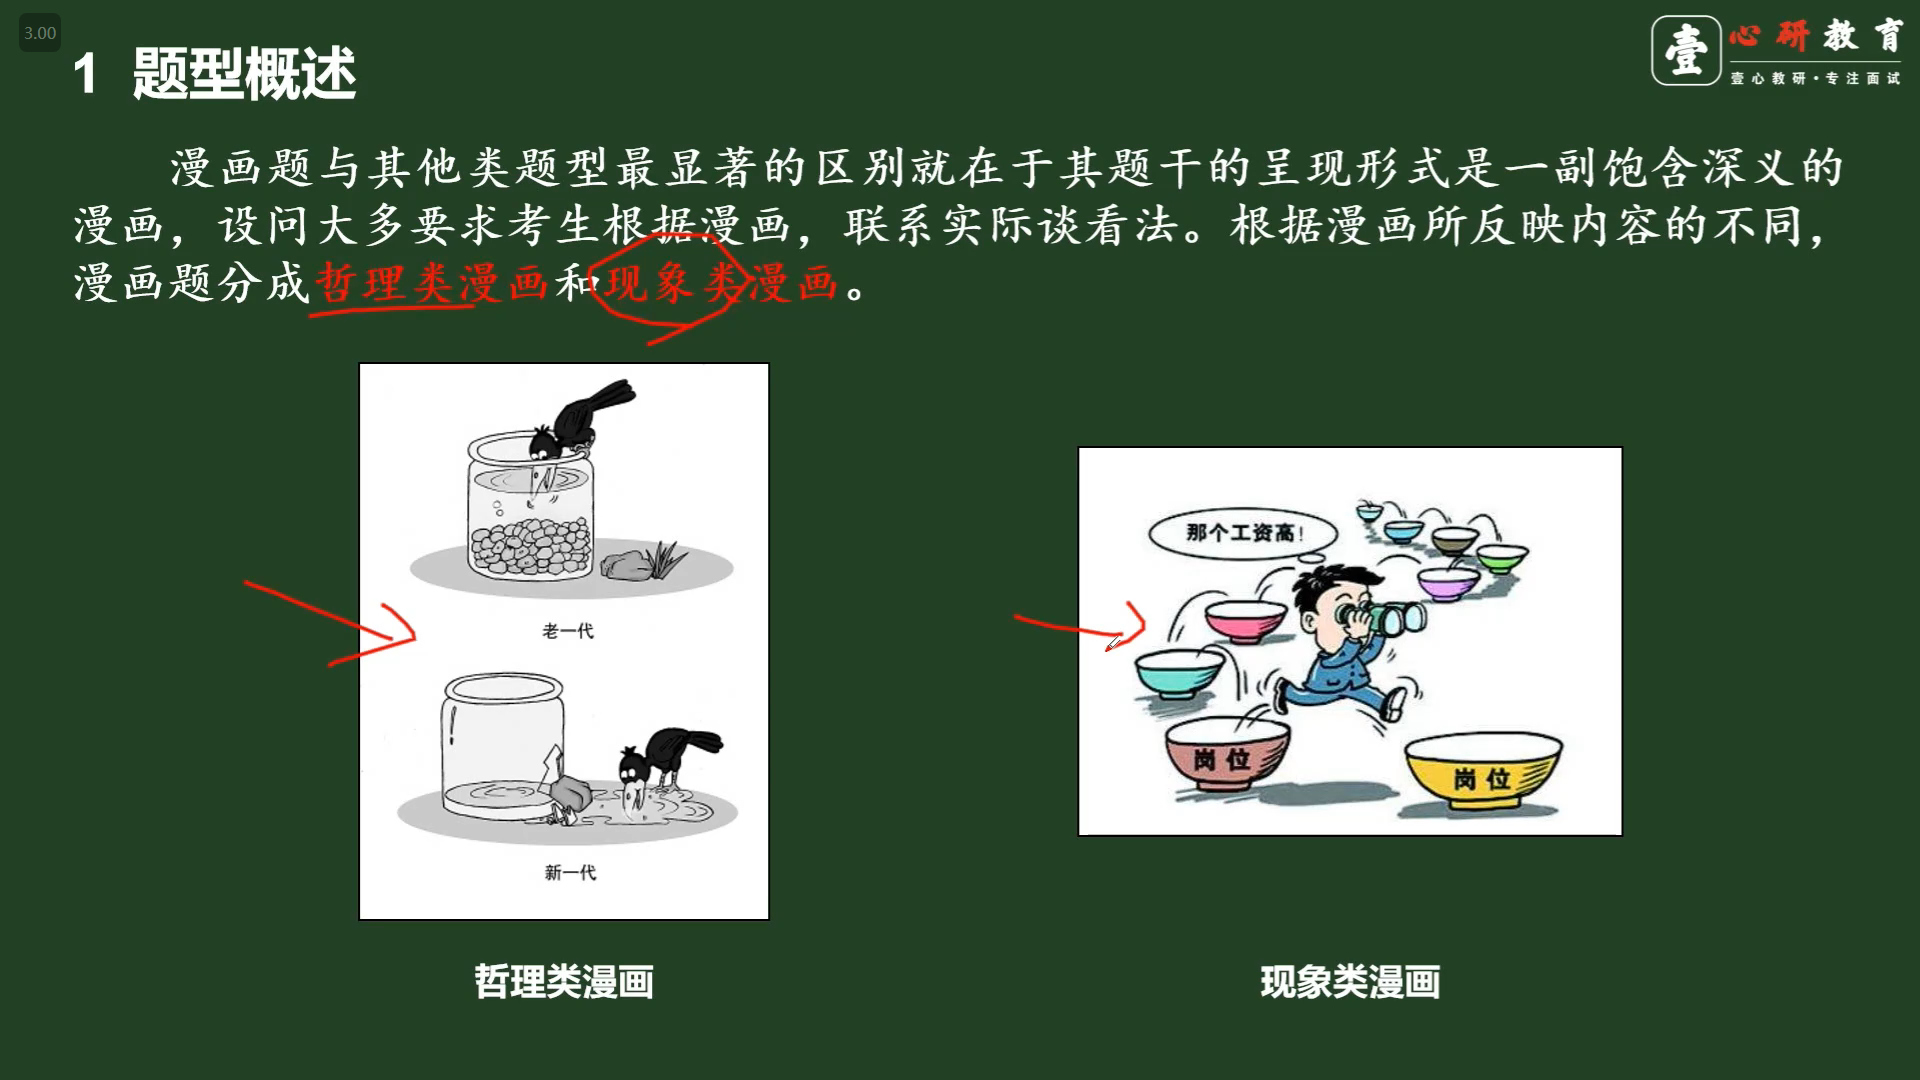 3.00
1 题型概述
壹 心研教育
壹心教研·专注面试
漫画题与其他类题型最显著的区别就在于其题干的呈现形式是一副饱含深义的
漫画，设问大多要求考生根据漫画，联系实际谈看法。根据漫画所反映内容的不同，
漫画题分成哲理类漫画和现象类漫画。
老一代
新一代
那个工资高！
岗位
岗位
哲理类漫画
现象类漫画